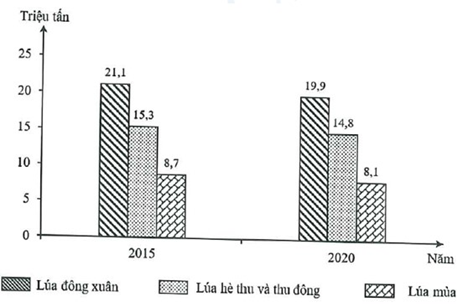 Triệu tấn
25
20
15
10
5
0
21,1
15,3
8,7
19,9
14,8
8,1
2015
2020
Năm
Lúa đông xuân
Lúa hè thu và thu đông
Lúa mùa